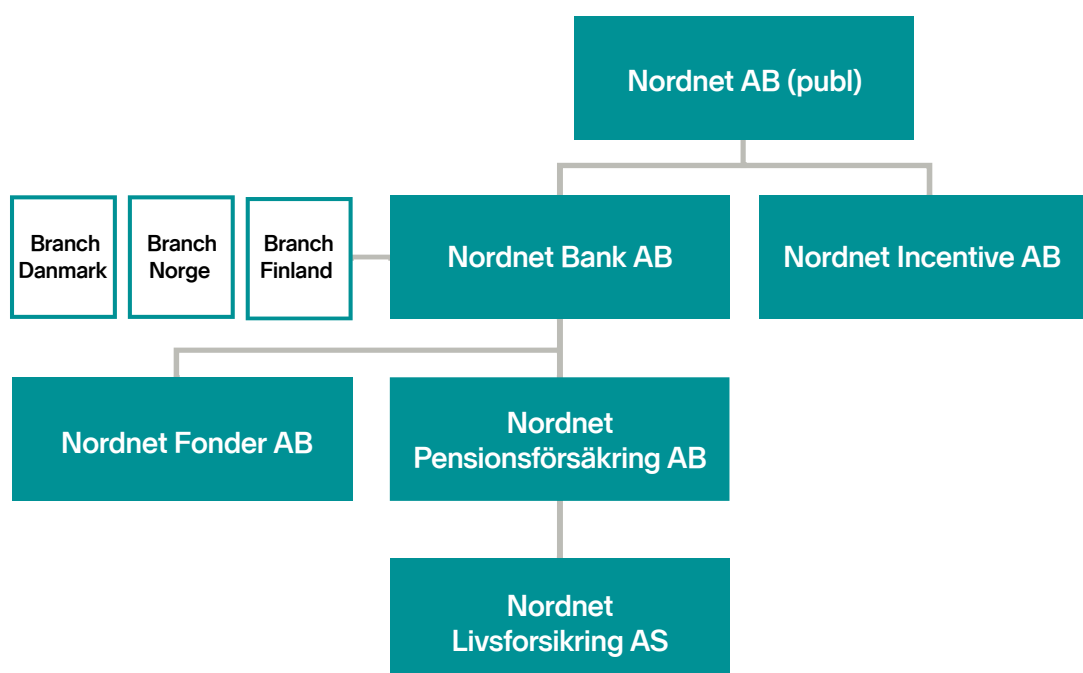 Nordnet AB (publ)
Branch
Danmark
Branch
Norge
Branch
Finland
Nordnet Bank AB
Nordnet Incentive AB
Nordnet Fonder AB
Nordnet
Pensionsförsäkring AB
Nordnet
Livsforsikring AS